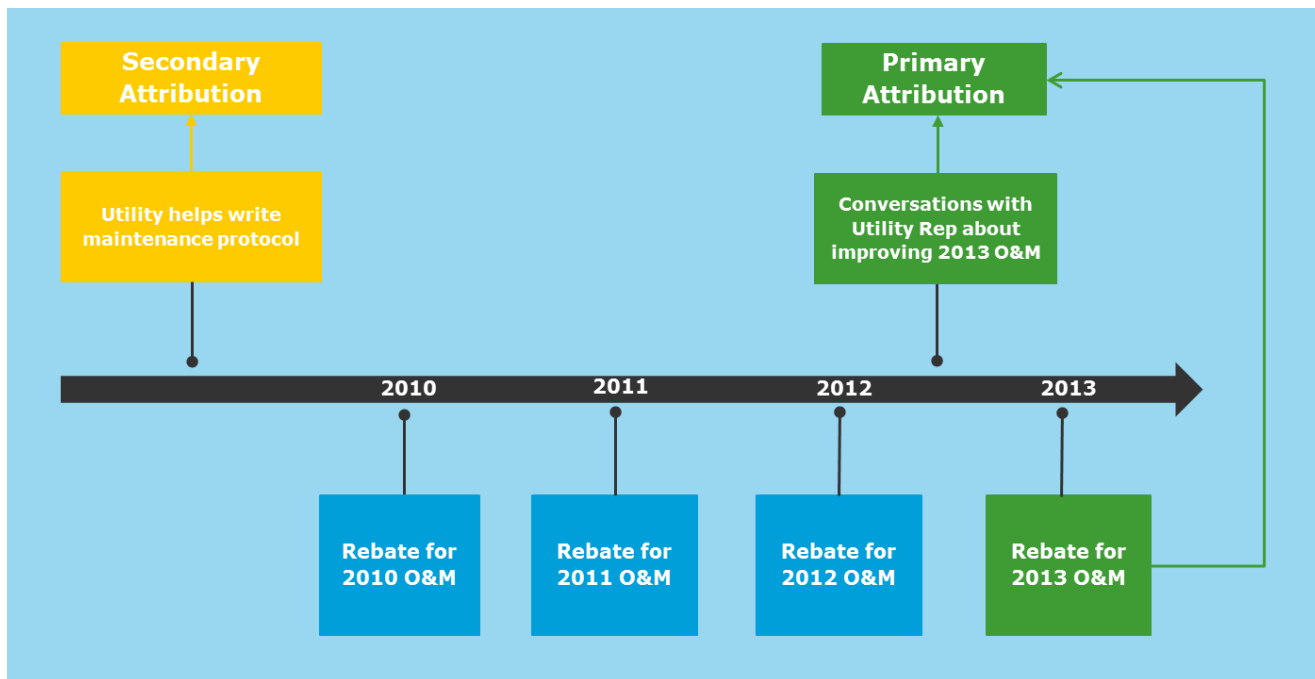 Secondary
Attribution
Primary
Attribution
Utility helps write
maintenance protocol
Conversations with
Utility Rep about
improving 2013 O&M
2010
2011
2012
2013
Rebate for
2010 O&M
Rebate for
2011 O&M
Rebate for
2012 O&M
Rebate for
2013 O&M